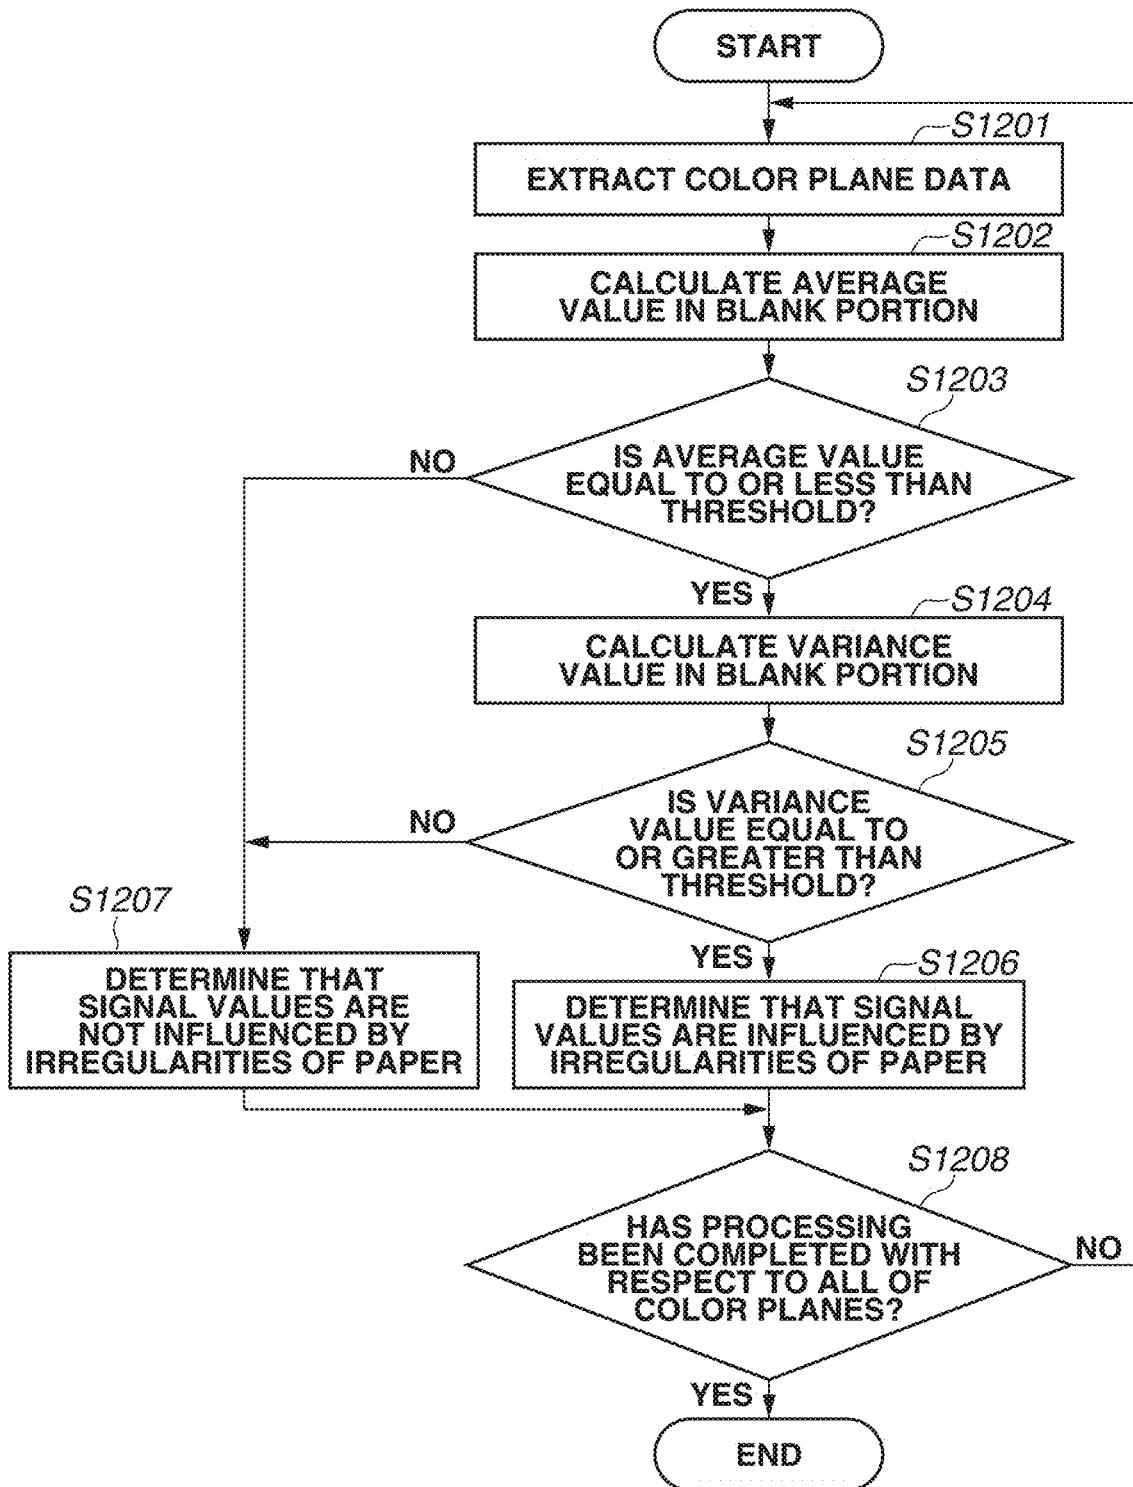 START
S1201
EXTRACT COLOR PLANE DATA
S1202
CALCULATE AVERAGE
VALUE IN BLANK PORTION
S1203
IS AVERAGE VALUE
EQUAL TO OR LESS THAN
THRESHOLD?
NO
YES
S1204
CALCULATE VARIANCE
VALUE IN BLANK PORTION
S1205
IS VARIANCE
VALUE EQUAL TO
OR GREATER THAN
THRESHOLD?
NO
YES
S1207
DETERMINE THAT
SIGNAL VALUES ARE
NOT INFLUENCED BY
IRREGULARITIES OF PAPER
S1206
DETERMINE THAT SIGNAL
VALUES ARE INFLUENCED BY
IRREGULARITIES OF PAPER
S1208
HAS PROCESSING
BEEN COMPLETED WITH
RESPECT TO ALL OF
COLOR PLANES?
NO
YES
END